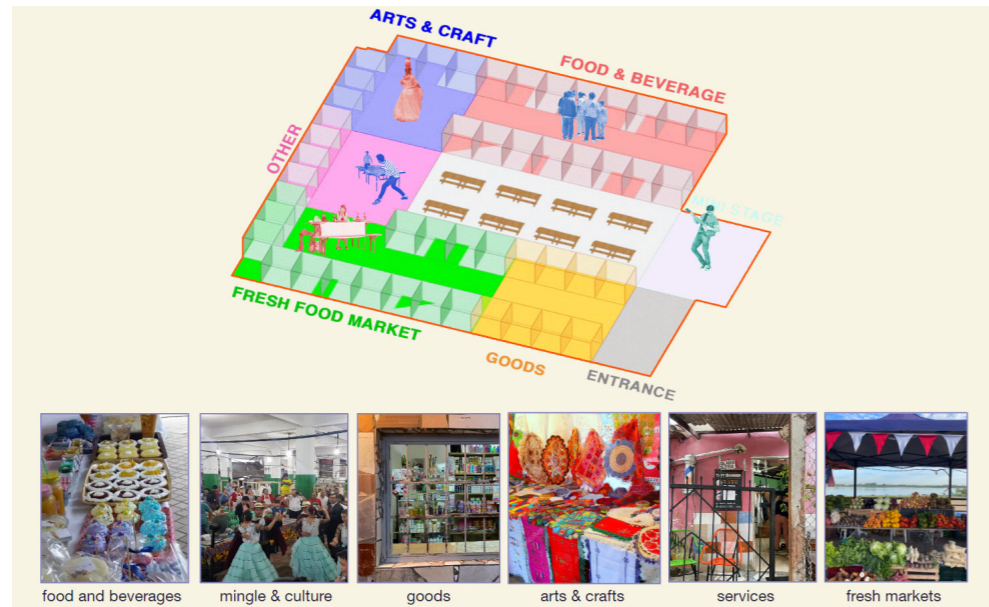 ARTS & CRAFT
FOOD & BEVERAGE
OTHER
MINI STAGE
FRESH FOOD MARKET
GOODS
ENTRANCE
food and beverages
mingle & culture
goods
arts & crafts
services
fresh markets